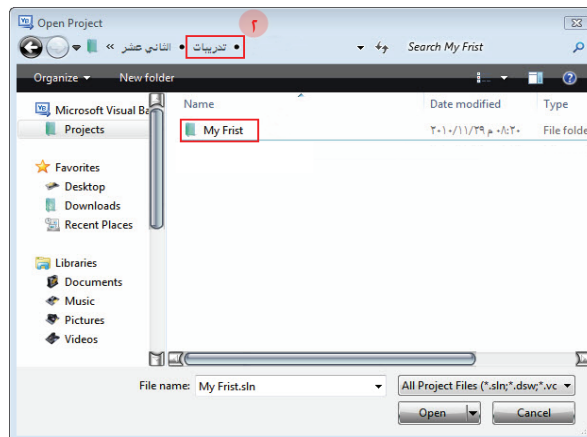 Open Project
٢
« الثاني عشر • تدريبات •
Search My Frist
Organize
New folder
Microsoft Visual Ba
Projects
Favorites
Desktop
Downloads
Recent Places
Libraries
Documents
Music
Pictures
Videos
Name
Date modified
Type
My Frist
٢٠١٠/١١/٢٩ م ٠٨:٢٠
File folde
File name:
My Frist.sln
All Project Files (*.sln;*.dsw;*.vc
Open
Cancel